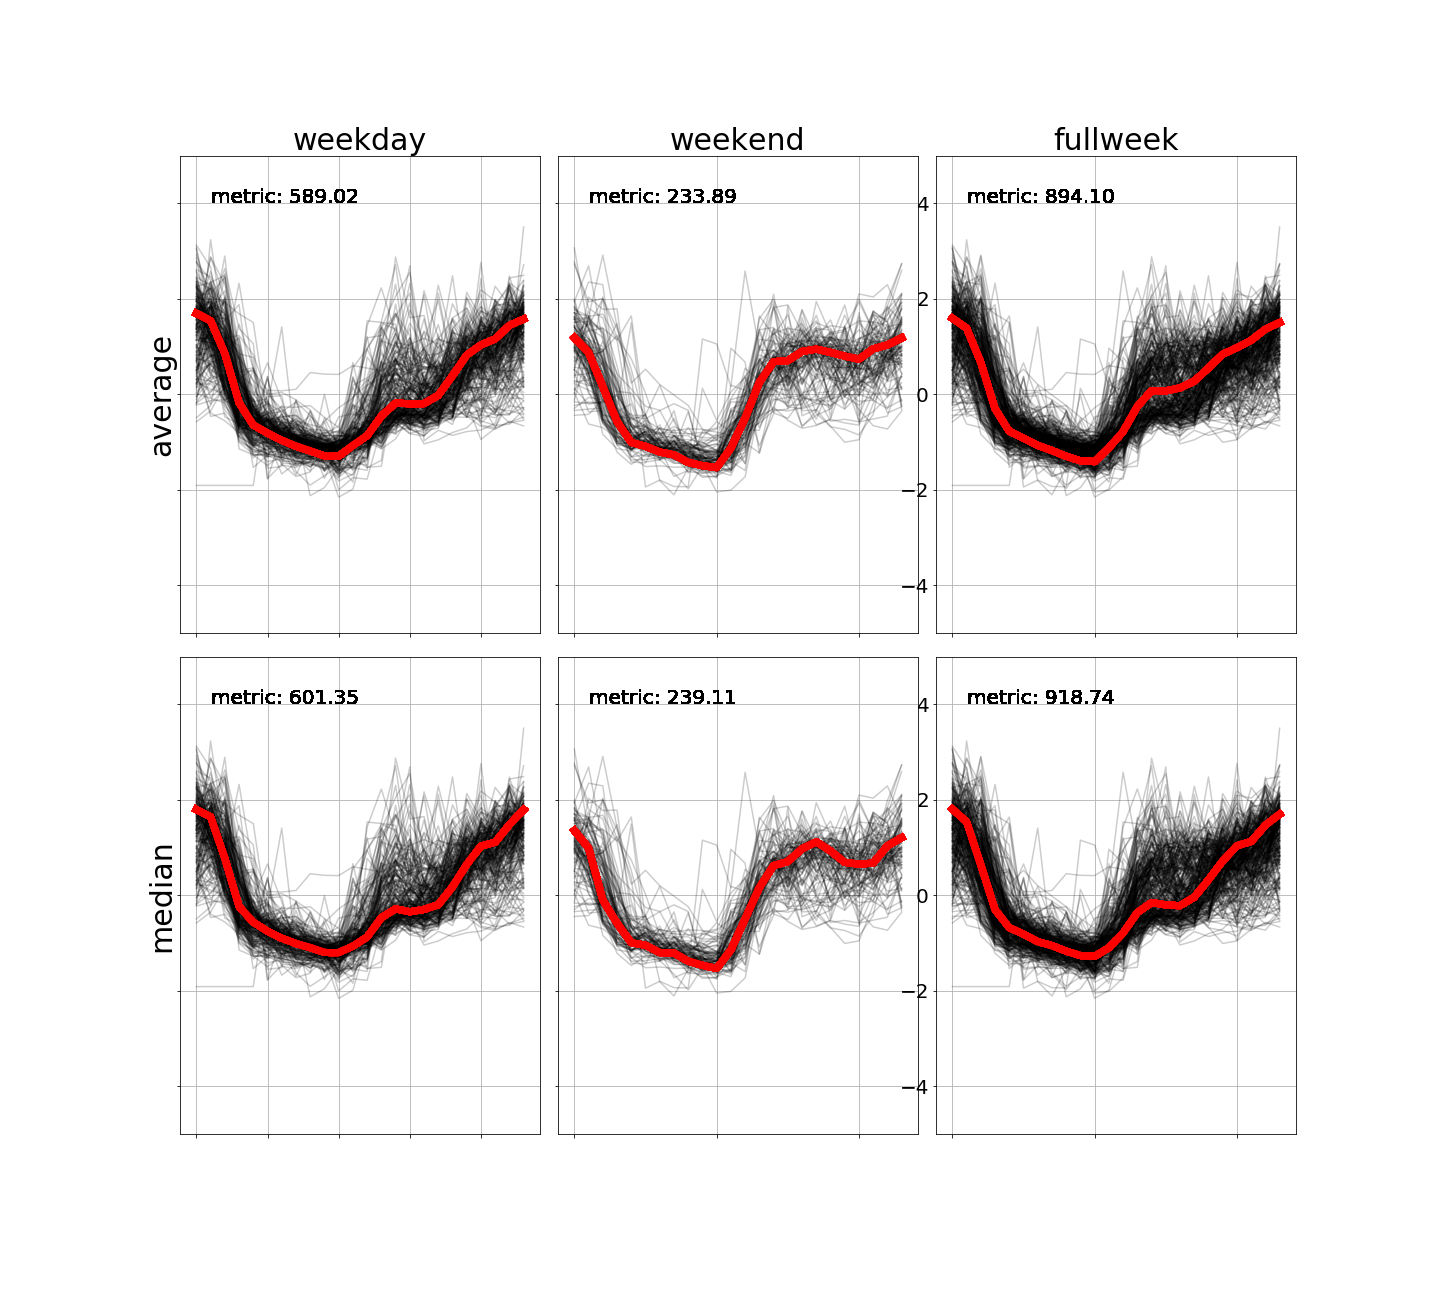 weekday weekend fullweek
metric: 589.02 metric: 233.89 metric: 894.10
4
2
0
−2
−4
average
metric: 601.35 metric: 239.11 metric: 918.74
4
2
0
−2
−4
median